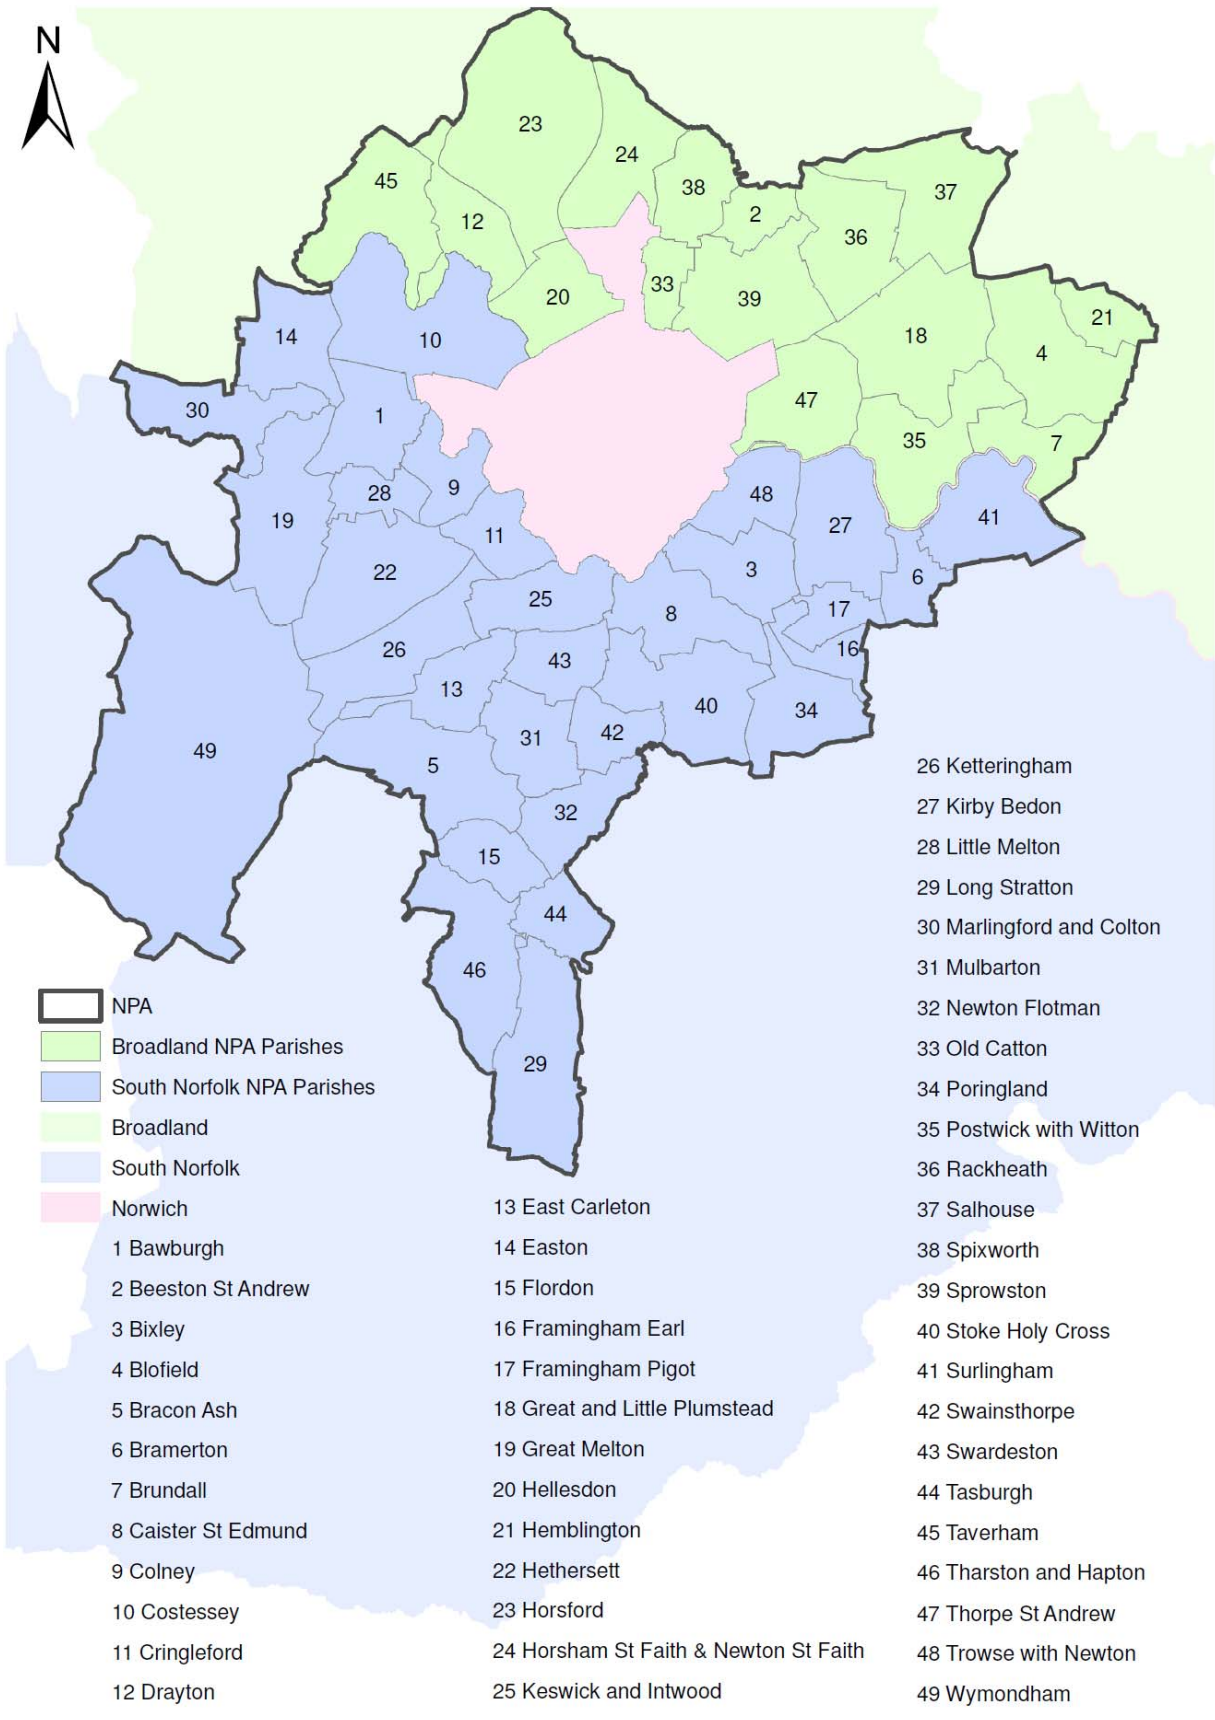 N
23
24
45
38
37
12
2
36
33
20
39
21
14
10
18
4
30
1
47
35
7
28
9
48
19
11
27
41
22
3
6
25
8
17
26
43
16
13
40
34
49
31
42
5
32
15
44
46
29
NPA
Broadland NPA Parishes
South Norfolk NPA Parishes
Broadland
South Norfolk
Norwich
1 Bawburgh
2 Beeston St Andrew
3 Bixley
4 Blofield
5 Bracon Ash
6 Bramerton
7 Brundall
8 Caister St Edmund
9 Colney
10 Costessey
11 Cringleford
12 Drayton
13 East Carleton
14 Easton
15 Flordon
16 Framingham Earl
17 Framingham Pigot
18 Great and Little Plumstead
19 Great Melton
20 Hellesdon
21 Hemblington
22 Hethersett
23 Horsford
24 Horsham St Faith & Newton St Faith
25 Keswick and Intwood
26 Ketteringham
27 Kirby Bedon
28 Little Melton
29 Long Stratton
30 Marlingford and Colton
31 Mulbarton
32 Newton Flotman
33 Old Catton
34 Poringland
35 Postwick with Witton
36 Rackheath
37 Salhouse
38 Spixworth
39 Sprowston
40 Stoke Holy Cross
41 Surlingham
42 Swainsthorpe
43 Swardeston
44 Tasburgh
45 Taverham
46 Tharston and Hapton
47 Thorpe St Andrew
48 Trowse with Newton
49 Wymondham